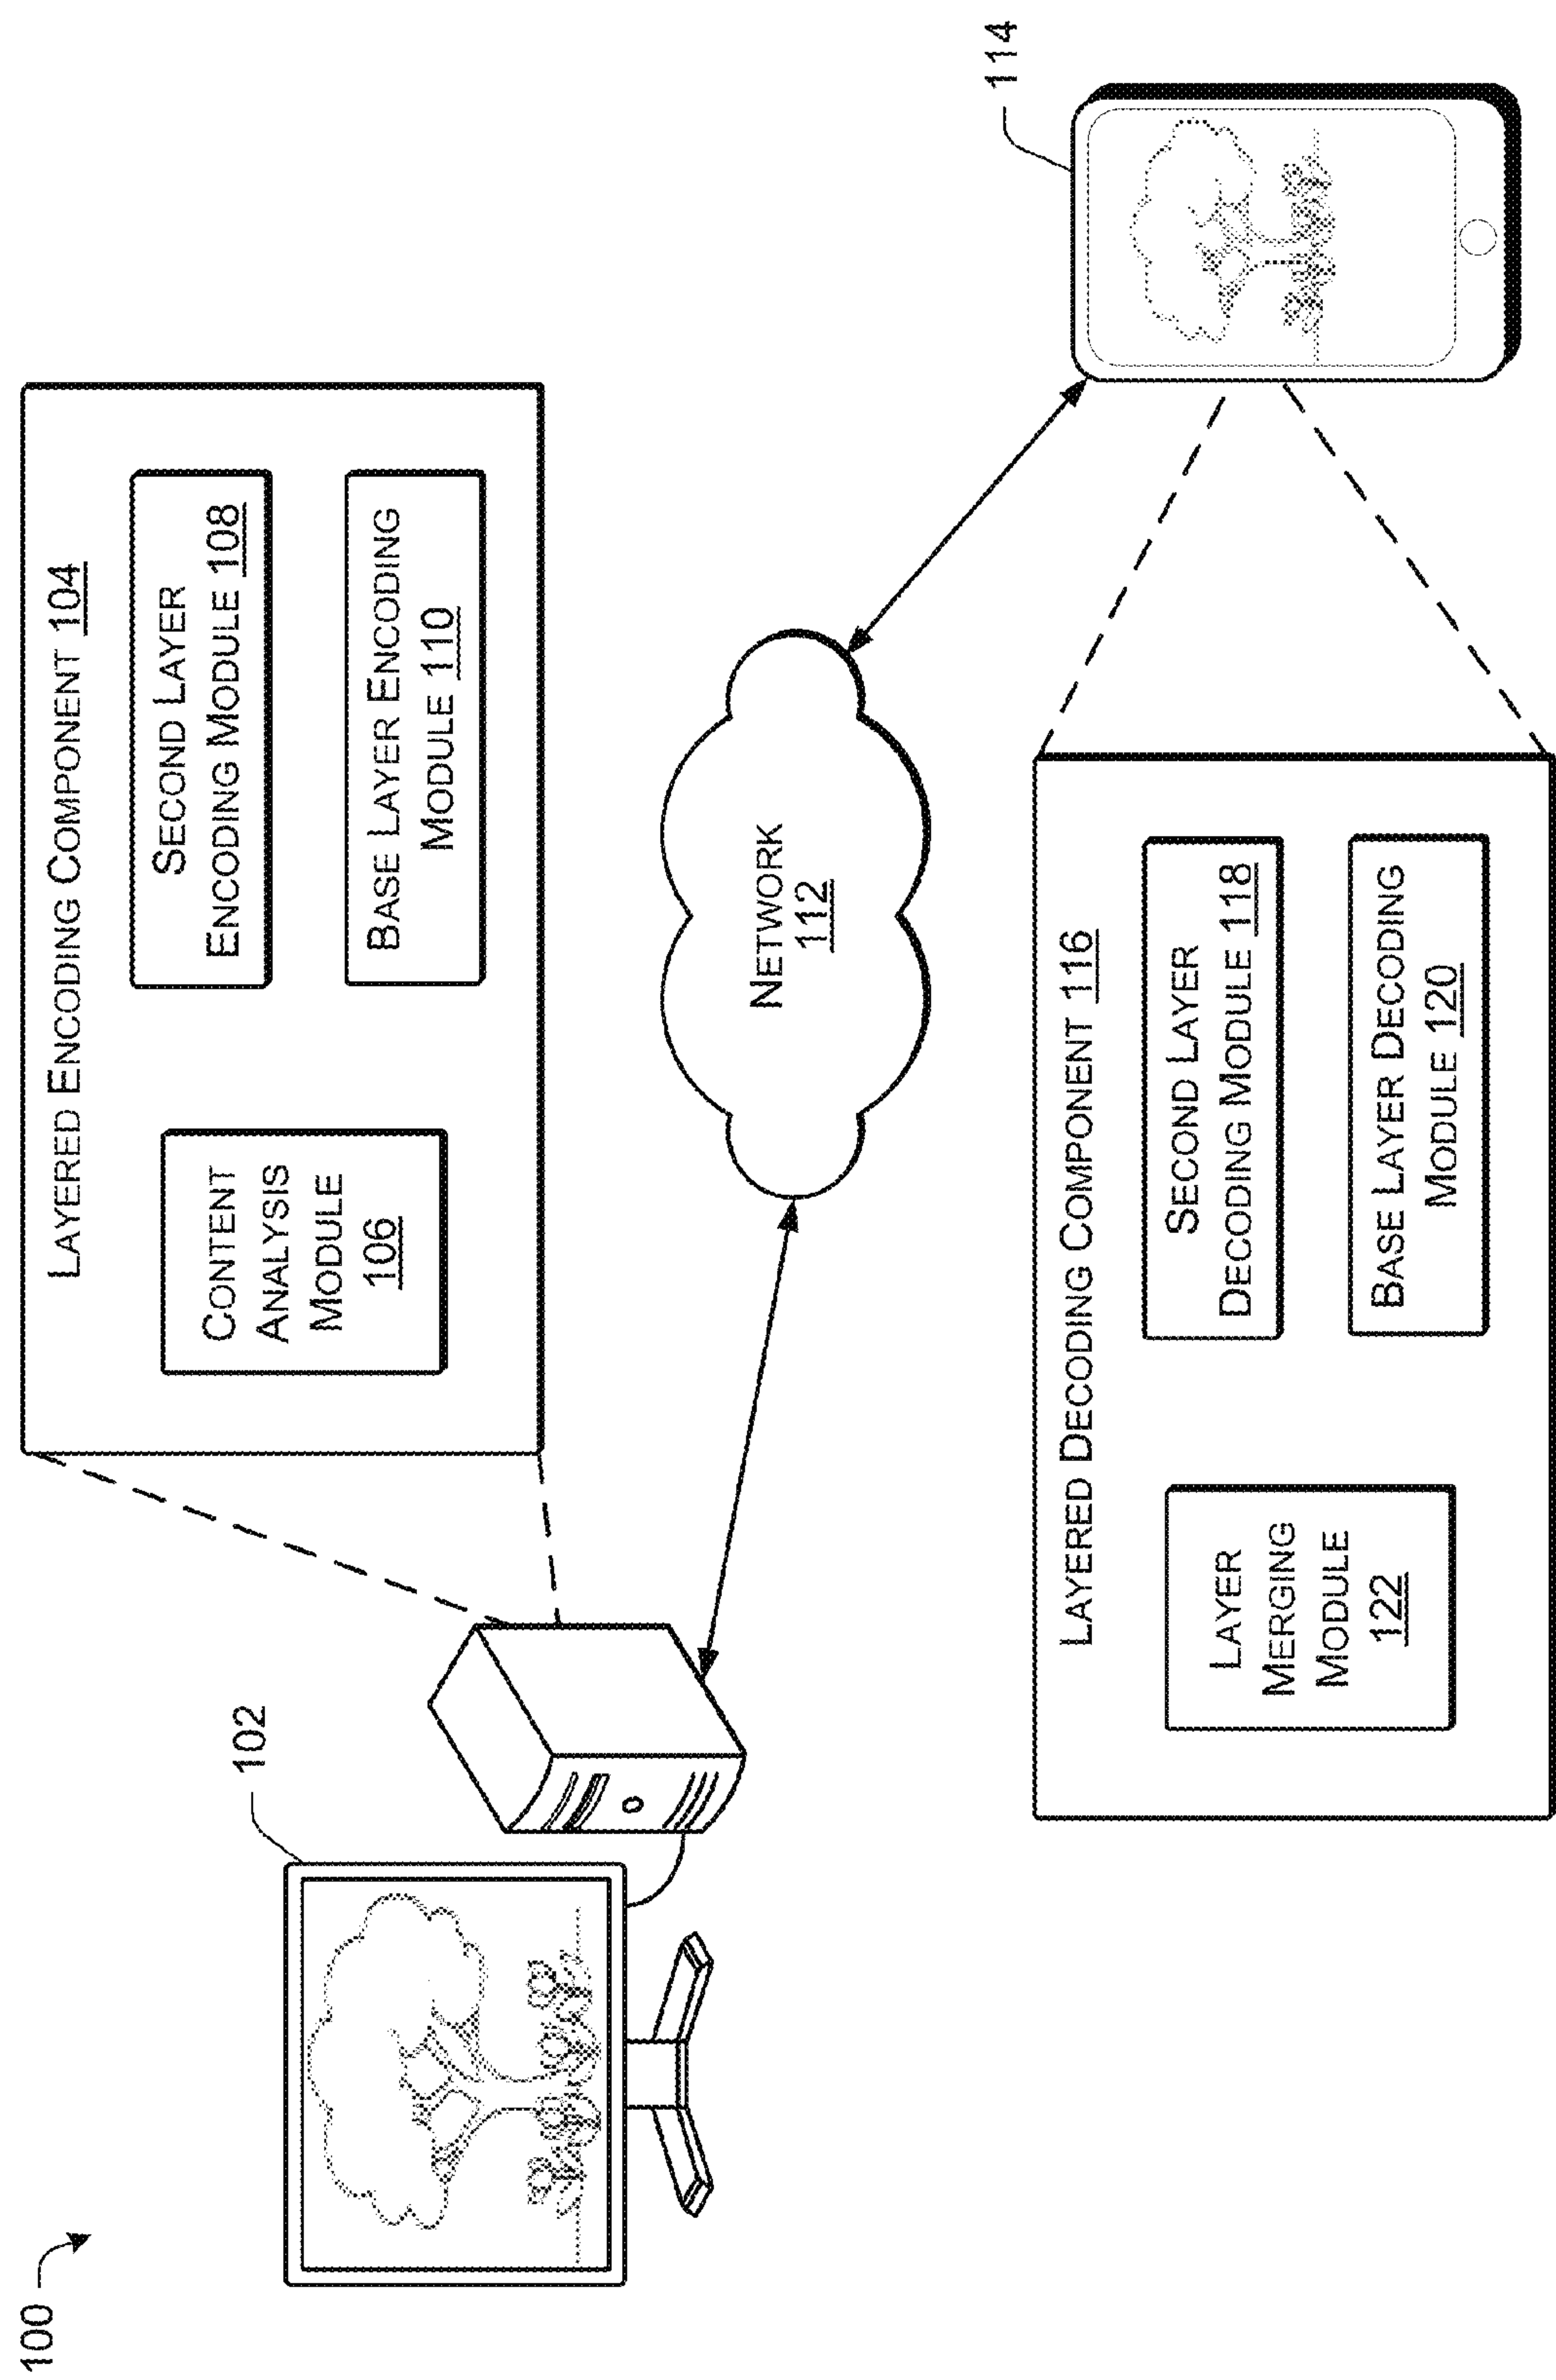 100
102
LAYERED ENCODING COMPONENT 104
CONTENT
ANALYSIS
MODULE
106
SECOND LAYER
ENCODING MODULE 108
BASE LAYER ENCODING
MODULE 110
NETWORK
112
114
LAYERED DECODING COMPONENT 116
LAYER
MERGING
MODULE
122
SECOND LAYER
DECODING MODULE 118
BASE LAYER DECODING
MODULE 120